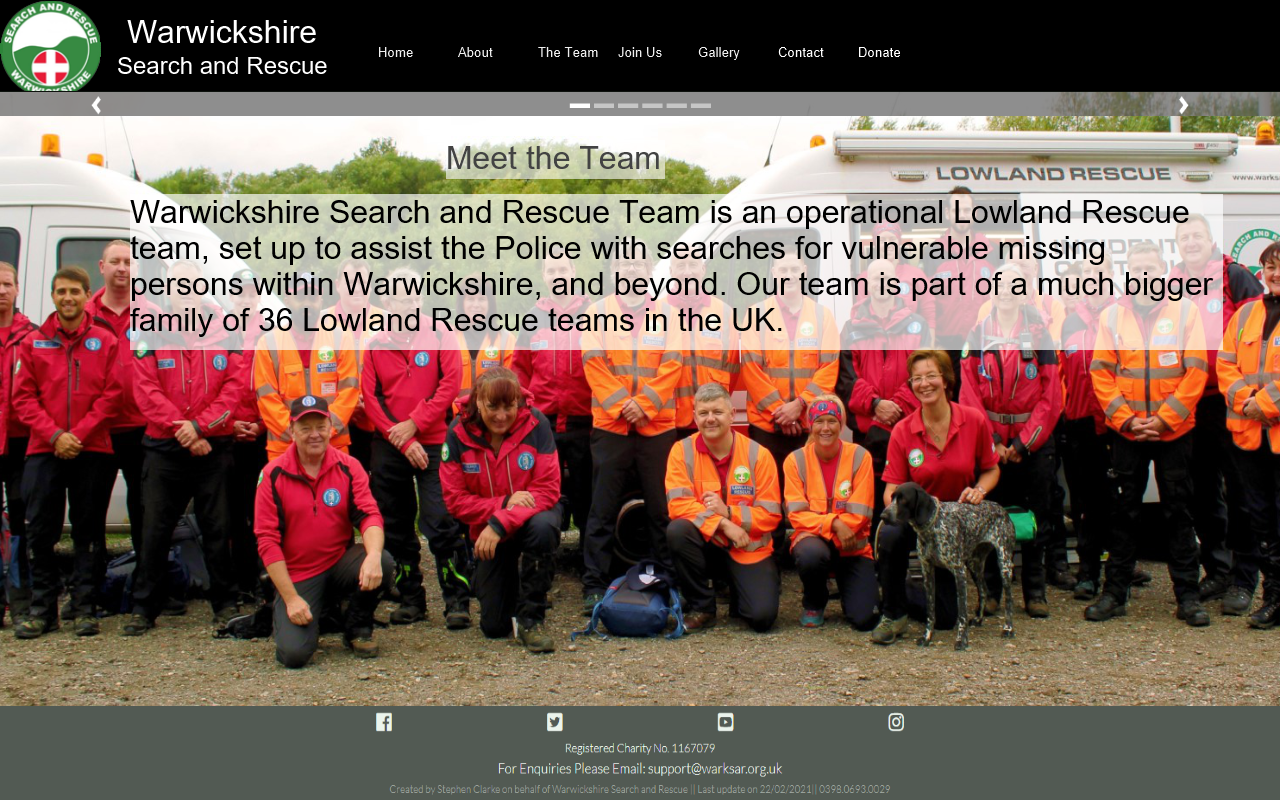 SEARCH AND RESCUE
WARWICKSHIRE
Warwickshire
Search and Rescue
Home
About
The Team
Join Us
Gallery
Contact
Donate
LOWLAND RESCUE
Meet the Team
Warwickshire Search and Rescue Team is an operational Lowland Rescue
team, set up to assist the Police with searches for vulnerable missing
persons within Warwickshire, and beyond. Our team is part of a much bigger
family of 36 Lowland Rescue teams in the UK.
LOWLAND
RESCUE
Registered Charity No. 1167079
For Enquiries Please Email: support@warksar.org.uk
Created by Stephen Clarke on behalf of Warwickshire Search and Rescue || Last update on 22/02/2021|| 0398.0693.0029